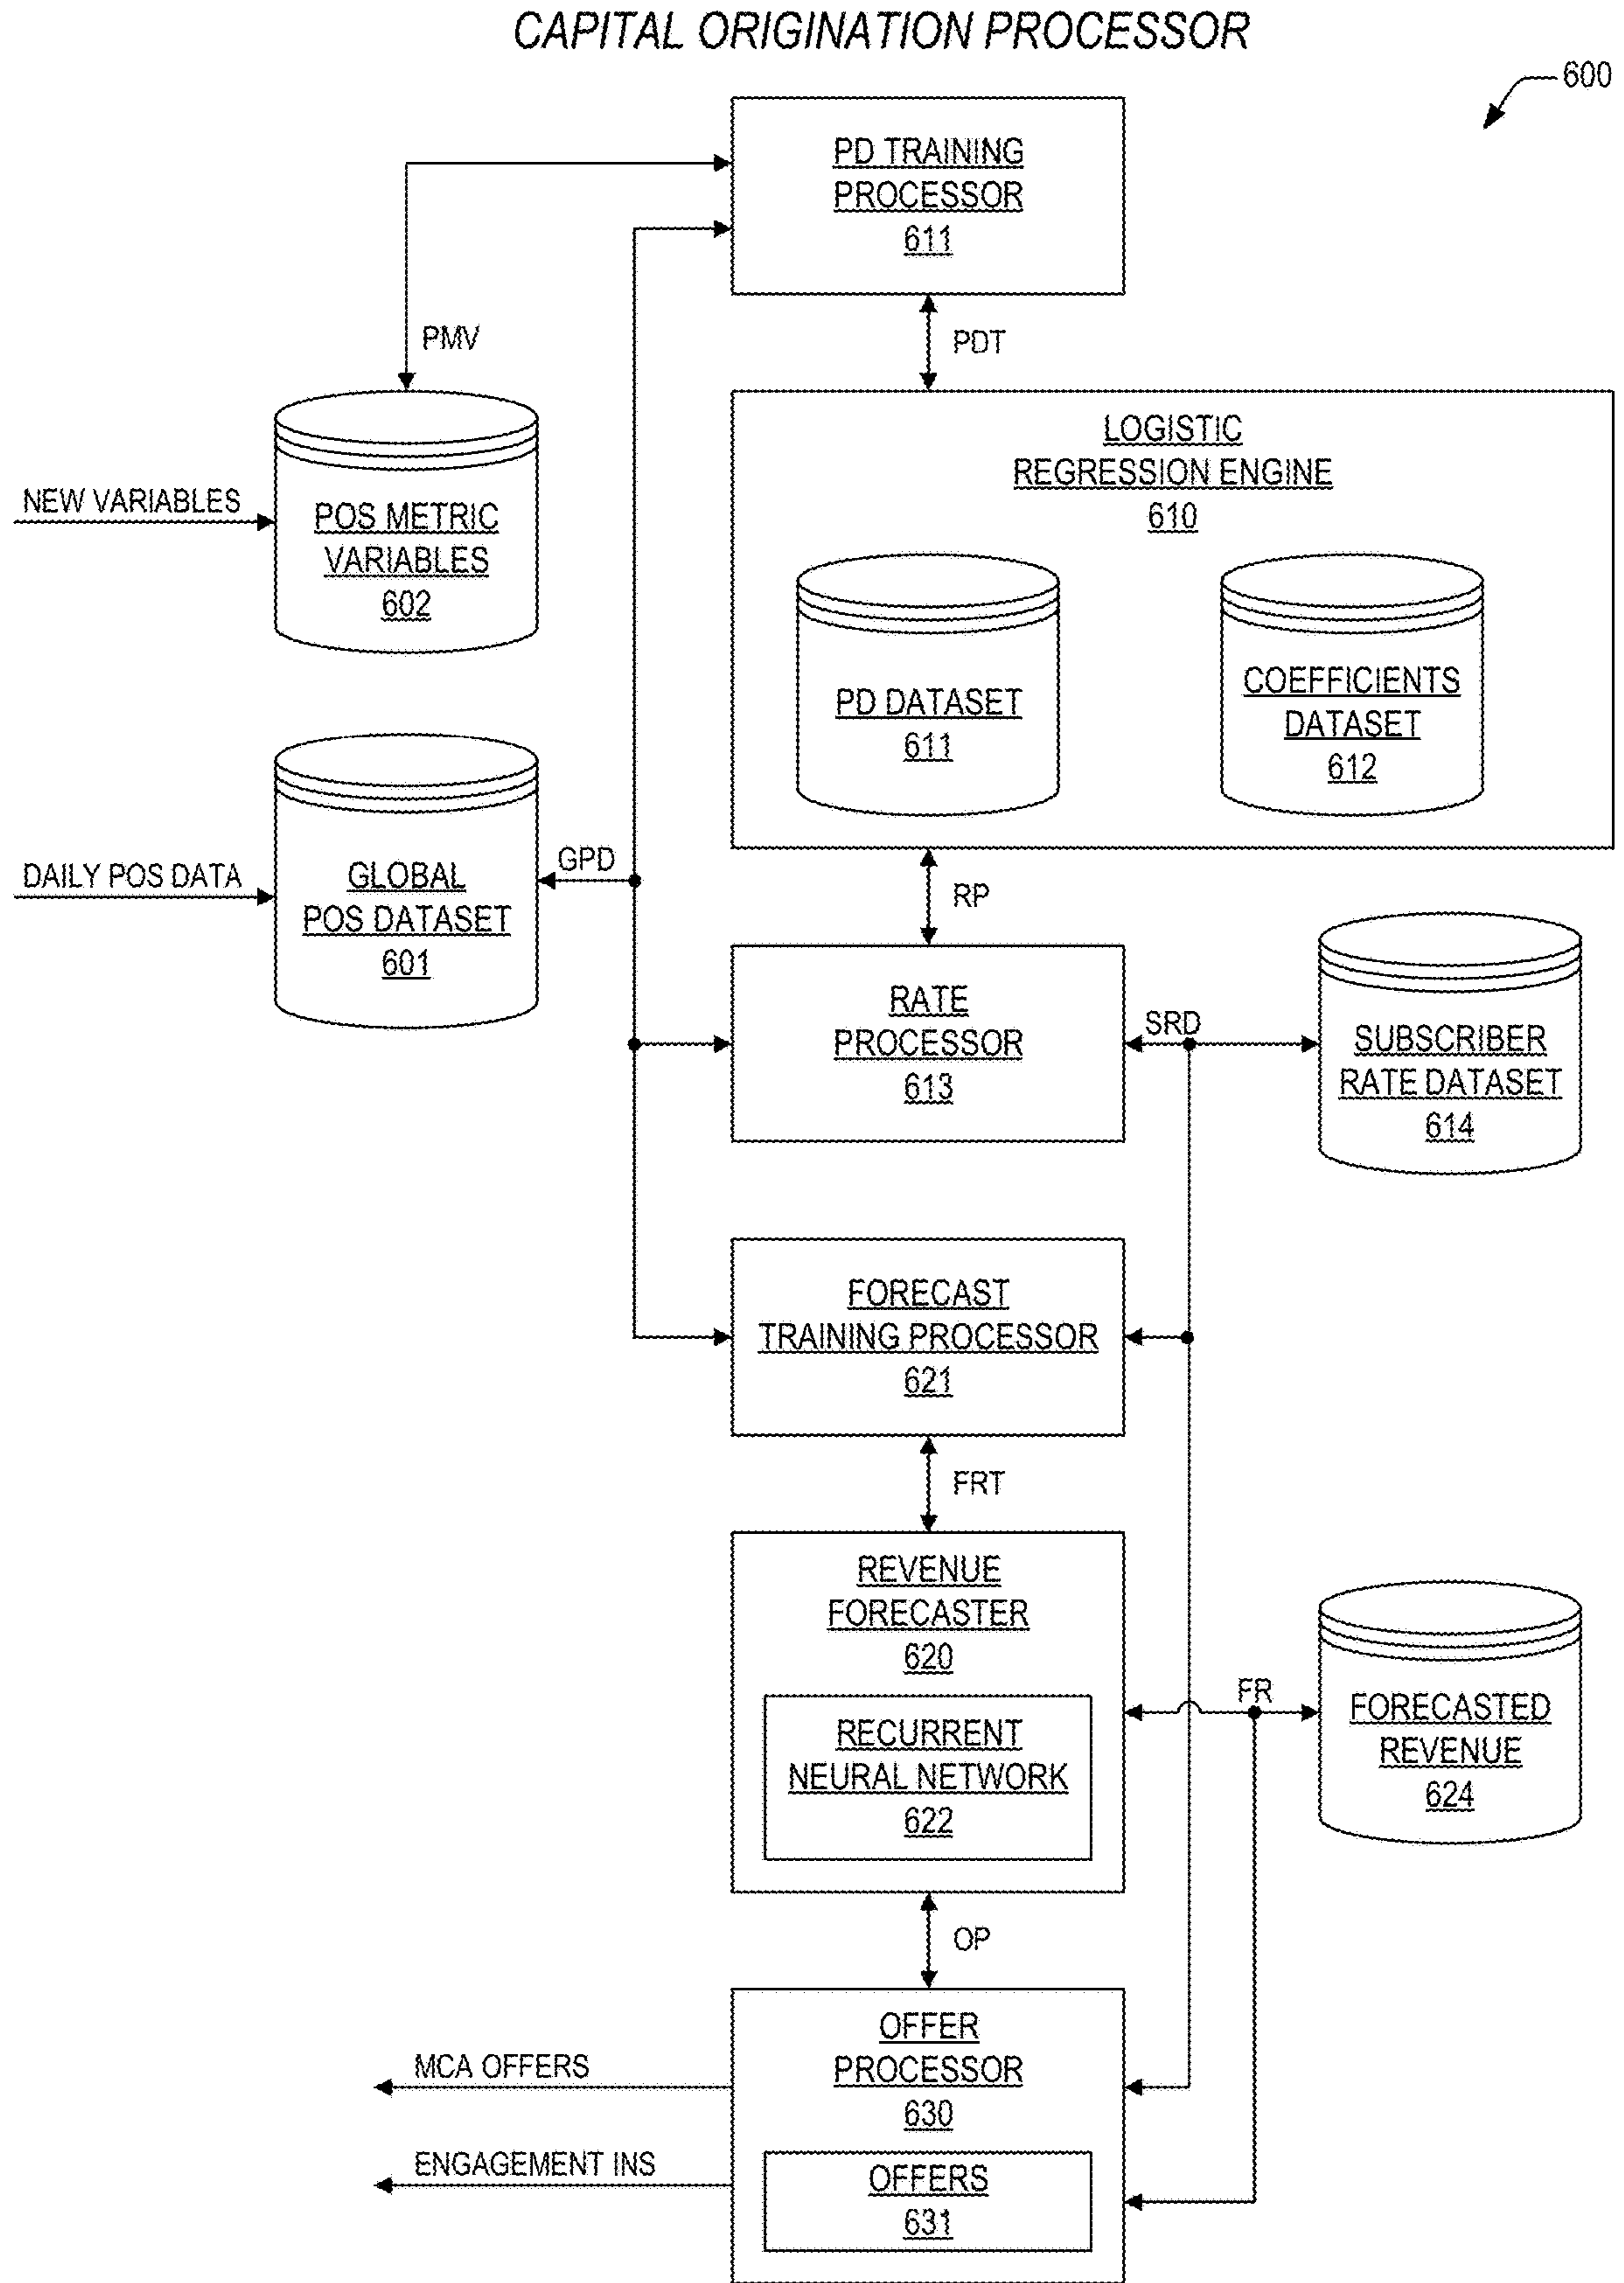 CAPITAL ORIGINATION PROCESSOR
600
PD TRAINING
PROCESSOR
611
PMV
PDT
LOGISTIC
REGRESSION ENGINE
610
NEW VARIABLES
POS METRIC
VARIABLES
602
PD DATASET
611
COEFFICIENTS
DATASET
612
DAILY POS DATA
GLOBAL
POS DATASET
601
GPD
RP
RATE
PROCESSOR
613
SRD
SUBSCRIBER
RATE DATASET
614
FORECAST
TRAINING PROCESSOR
621
FRT
REVENUE
FORECASTER
620
RECURRENT
NEURAL NETWORK
622
FR
FORECASTED
REVENUE
624
OP
OFFER
PROCESSOR
630
MCA OFFERS
ENGAGEMENT INS
OFFERS
631